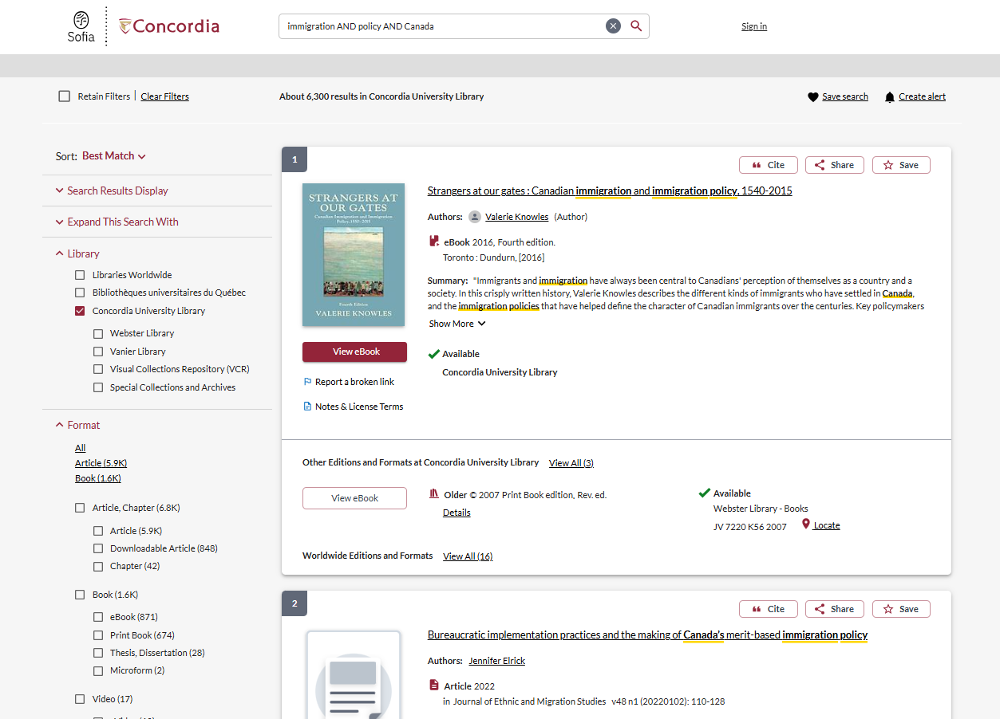 Sofia
Concordia
immigration AND policy AND Canada
Sign in
Retain Filters | Clear Filters
About 6,300 results in Concordia University Library
Save search
Create alert
Sort: Best Match
Search Results Display
Expand This Search With
Library
Libraries Worldwide
Bibliothèques universitaires du Québec
Concordia University Library
Webster Library
Vanier Library
Visual Collections Repository (VCR)
Special Collections and Archives
Format
All
Article (5.9K)
Book (1.6K)
Article, Chapter (6.8K)
Article (5.9K)
Downloadable Article (848)
Chapter (42)
Book (1.6K)
eBook (871)
Print Book (674)
Thesis, Dissertation (28)
Microform (2)
Video (17)
1
Cite
Share
Save
STRANGERS AT
OUR GATES
Canadian Immigration and Immigration
Policy, 1540–2015
Fourth Edition
VALERIE KNOWLES
Strangers at our gates : Canadian immigration and immigration policy, 1540-2015
Authors: Valerie Knowles (Author)
eBook 2016, Fourth edition.
Toronto : Dundurn, [2016]
Summary: "Immigrants and immigration have always been central to Canadians' perception of themselves as a country and a
society. In this crisply written history, Valerie Knowles describes the different kinds of immigrants who have settled in Canada,
and the immigration policies that have helped define the character of Canadian immigrants over the centuries. Key policymakers
Show More
View eBook
Available
Concordia University Library
Report a broken link
Notes & License Terms
Other Editions and Formats at Concordia University Library View All (3)
View eBook
Older © 2007 Print Book edition, Rev. ed.
Details
Available
Webster Library - Books
JV 7220 K56 2007 Locate
Worldwide Editions and Formats View All (16)
2
Cite
Share
Save
Bureaucratic implementation practices and the making of Canada's merit-based immigration policy
Authors: Jennifer Elrick
Article 2022
in Journal of Ethnic and Migration Studies v48 n1 (20220102): 110-128